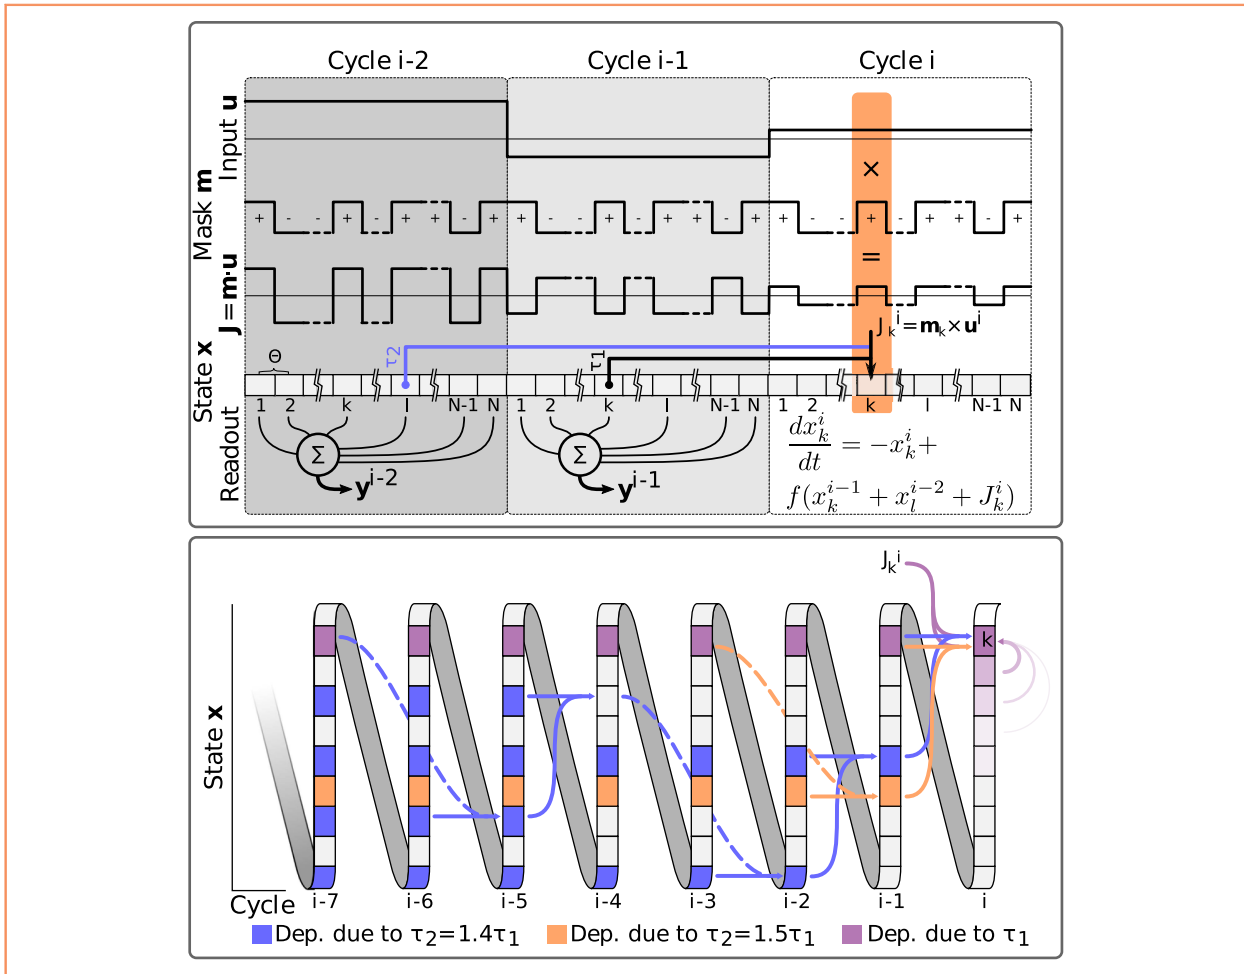 Cycle i-2 Cycle i-1 Cycle i
Input u
×
Mask m
+ - - + - + + - + + - - + - + + - + + - - + - + + - +
=
J=m·u
J_k^i=m_k×u^i
τ2 τ1
State x
Θ
1 2 k l N-1 N 1 2 k l N-1 N 1 2 k l N-1 N
Readout
Σ Σ
y^{i-2} y^{i-1}
dx_k^i/dt = −x_k^i+
f(x_k^{i−1} + x_l^{i−2} + J_k^i)
J_k^i
k
State x
Cycle
i-7 i-6 i-5 i-4 i-3 i-2 i-1 i
Dep. due to τ2=1.4τ1 Dep. due to τ2=1.5τ1 Dep. due to τ1